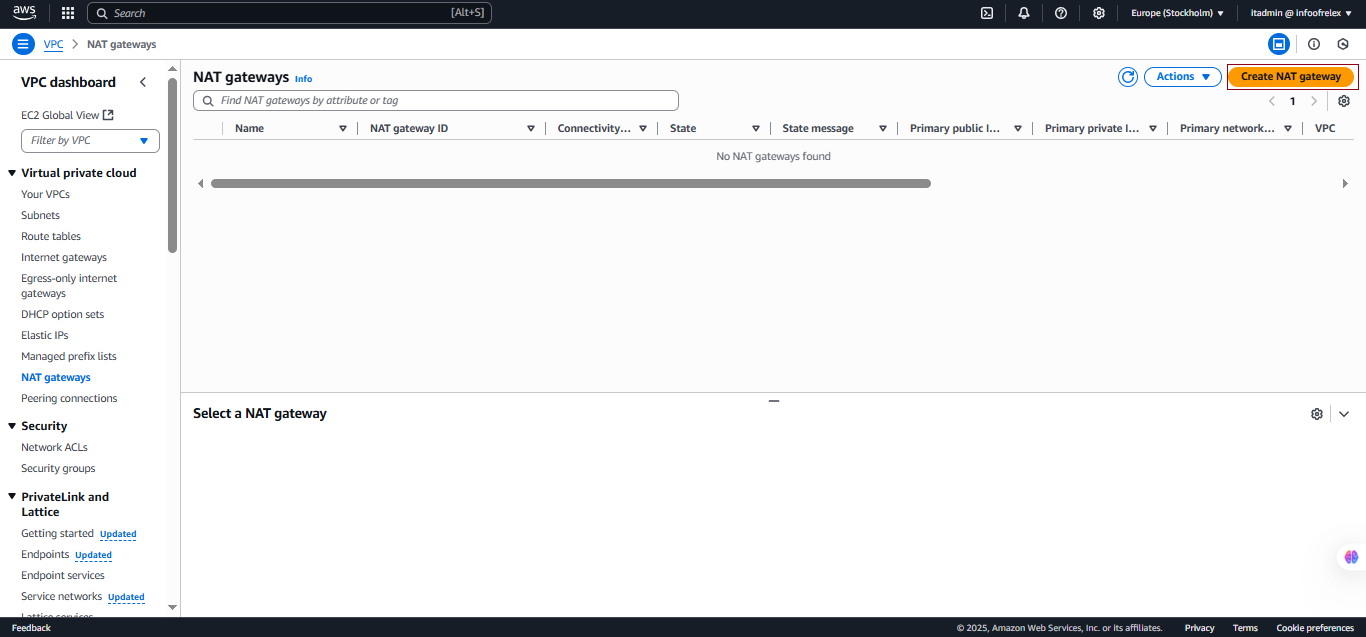 aws
Search [Alt+S]
Europe (Stockholm)
itadmin @ infoofrelex
VPC
NAT gateways
VPC dashboard
EC2 Global View
Filter by VPC
Virtual private cloud
Your VPCs
Subnets
Route tables
Internet gateways
Egress-only internet
gateways
DHCP option sets
Elastic IPs
Managed prefix lists
NAT gateways
Peering connections
Security
Network ACLs
Security groups
PrivateLink and
Lattice
Getting started Updated
Endpoints Updated
Endpoint services
Service networks Updated
Lattice services
NAT gateways Info
Actions
Create NAT gateway
Find NAT gateways by attribute or tag
1
Name
NAT gateway ID
Connectivity...
State
State message
Primary public I...
Primary private I...
Primary network...
VPC
No NAT gateways found
Select a NAT gateway
Feedback
© 2025, Amazon Web Services, Inc. or its affiliates.
Privacy
Terms
Cookie preferences